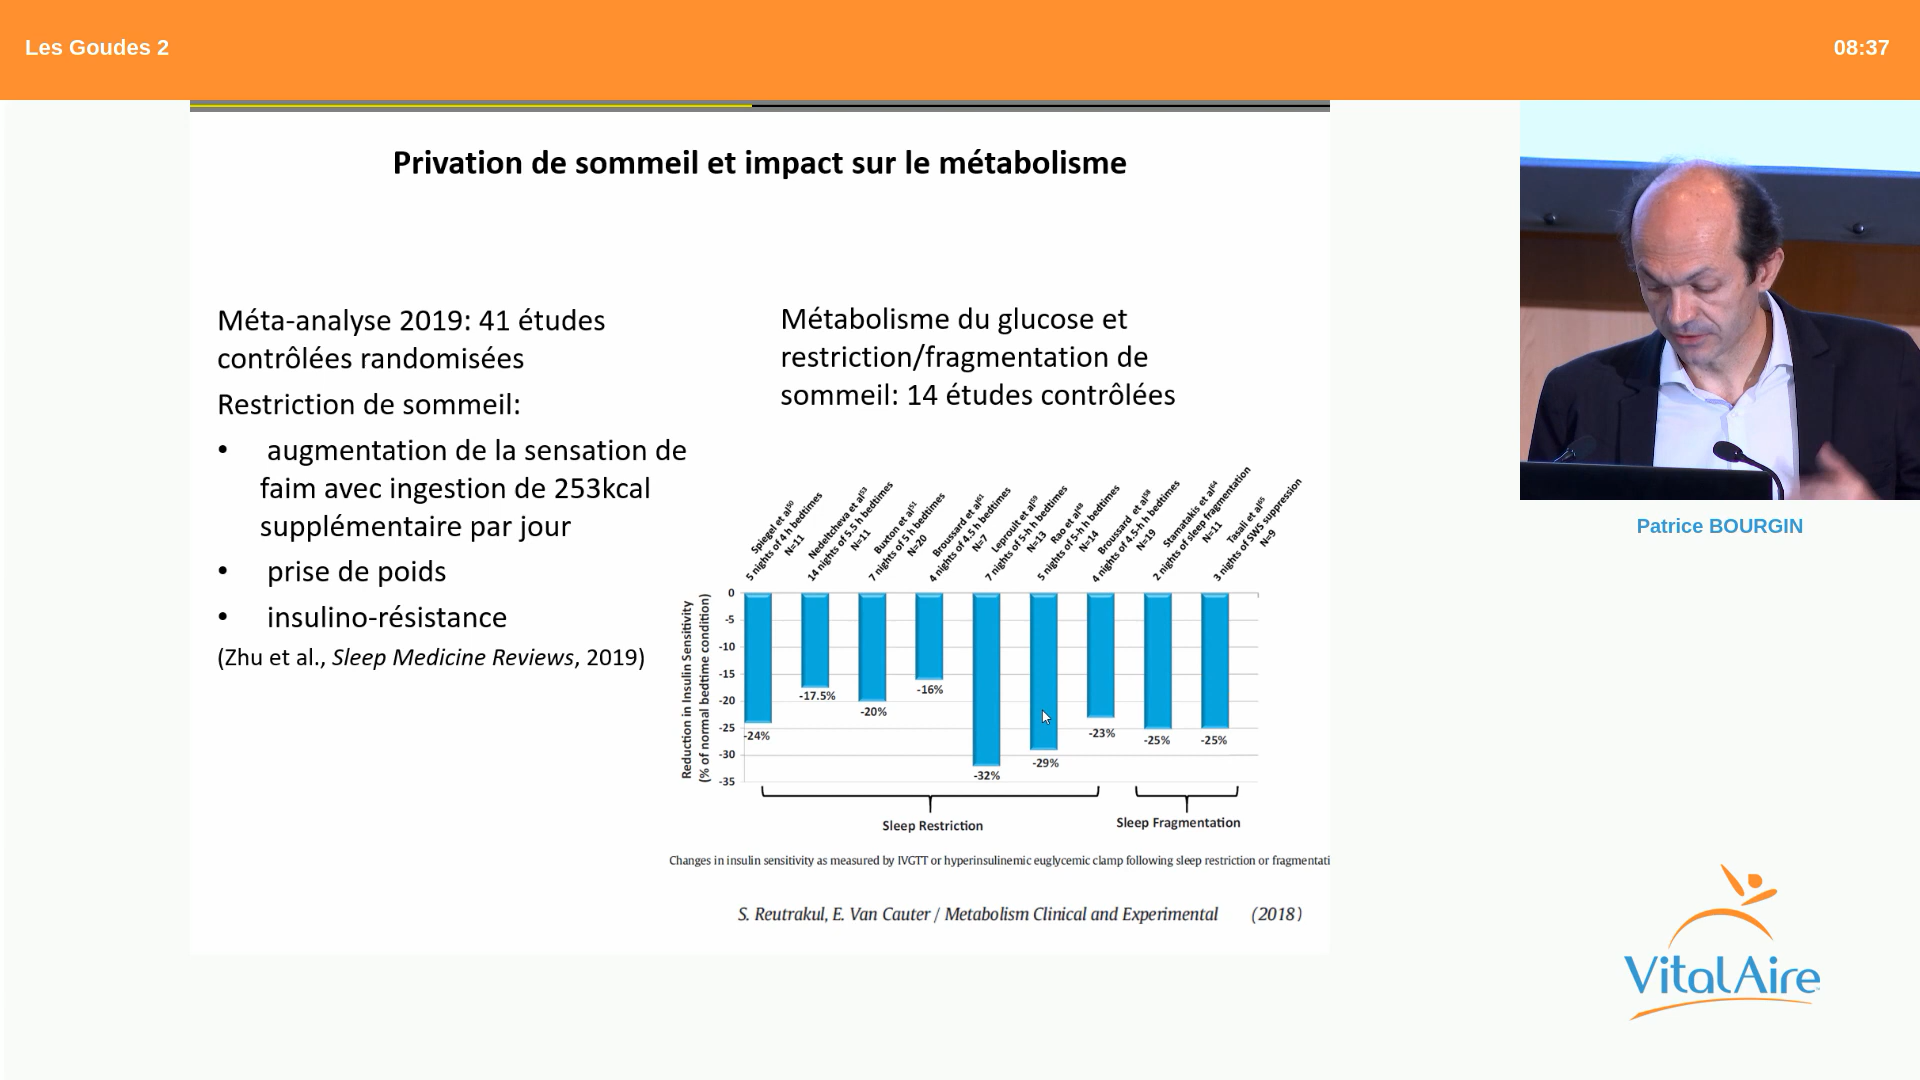 Les Goudes 2
08:37
Privation de sommeil et impact sur le métabolisme
Méta-analyse 2019: 41 études
contrôlées randomisées
Restriction de sommeil:
• augmentation de la sensation de
faim avec ingestion de 253kcal
supplémentaire par jour
• prise de poids
• insulino-résistance
(Zhu et al., Sleep Medicine Reviews, 2019)
Métabolisme du glucose et
restriction/fragmentation de
sommeil: 14 études contrôlées
Spiegel et al50
5 nights of 4 h bedtimes
N=11
Nedeltcheva et al53
14 nights of 5.5 h bedtimes
N=11
Buxton et al51
7 nights of 5 h bedtimes
N=20
Broussard et al61
4 nights of 4.5 h bedtimes
N=7
Leproult et al59
7 nights of 5-h h bedtimes
N=13
Rao et al49
5 nights of 5-h h bedtimes
N=14
Broussard et al58
4 nights of 4.5-h h bedtimes
N=19
Stamatakis et al64
2 nights of sleep fragmentation
N=11
Tasali et al65
3 nights of SWS suppression
N=9
Reduction in Insulin Sensitivity
(% of normal bedtime condition)
0
-5
-10
-15
-20
-25
-30
-35
-24%
-17.5%
-20%
-16%
-32%
-29%
-23%
-25%
-25%
Sleep Restriction
Sleep Fragmentation
Changes in insulin sensitivity as measured by IVGTT or hyperinsulinemic euglycemic clamp following sleep restriction or fragmentati
S. Reutrakul, E. Van Cauter / Metabolism Clinical and Experimental (2018)
Patrice BOURGIN
VitalAire